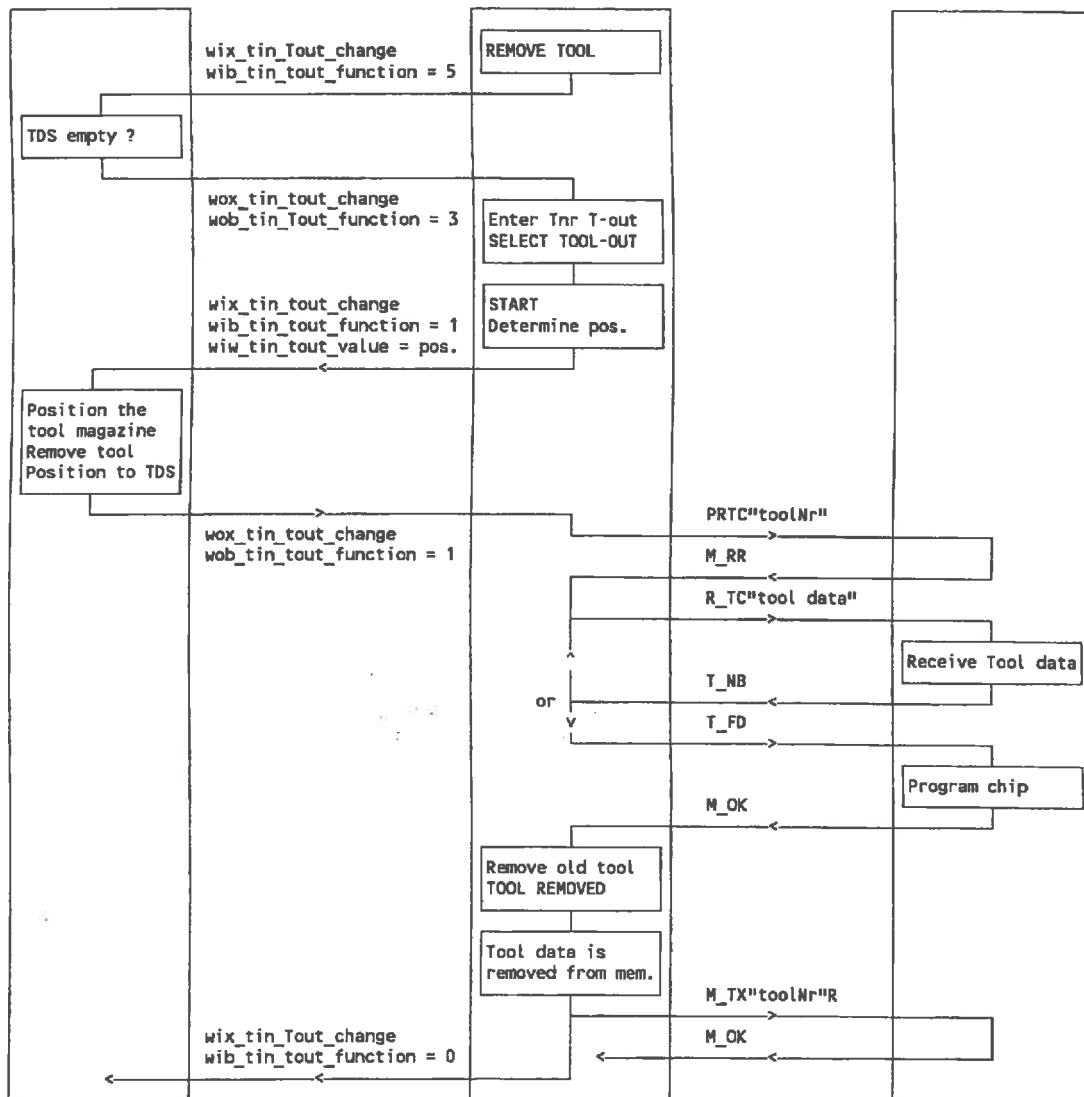 wix_tin_Tout_change
wib_tin_tout_function = 5
REMOVE TOOL
TDS empty ?
wox_tin_tout_change
wob_tin_Tout_function = 3
Enter Tnr T-out
SELECT TOOL-OUT
wix_tin_tout_change
wib_tin_tout_function = 1
wiw_tin_tout_value = pos.
START
Determine pos.
Position the
tool magazine
Remove tool
Position to TDS
wox_tin_tout_change
wob_tin_tout_function = 1
PRTC"toolNr"
M_RR
R_TC"tool data"
Receive Tool data
T_NB
or
T_FD
Program chip
M_OK
Remove old tool
TOOL REMOVED
Tool data is
removed from mem.
M_TX"toolNr"R
M_OK
wix_tin_Tout_change
wib_tin_tout_function = 0